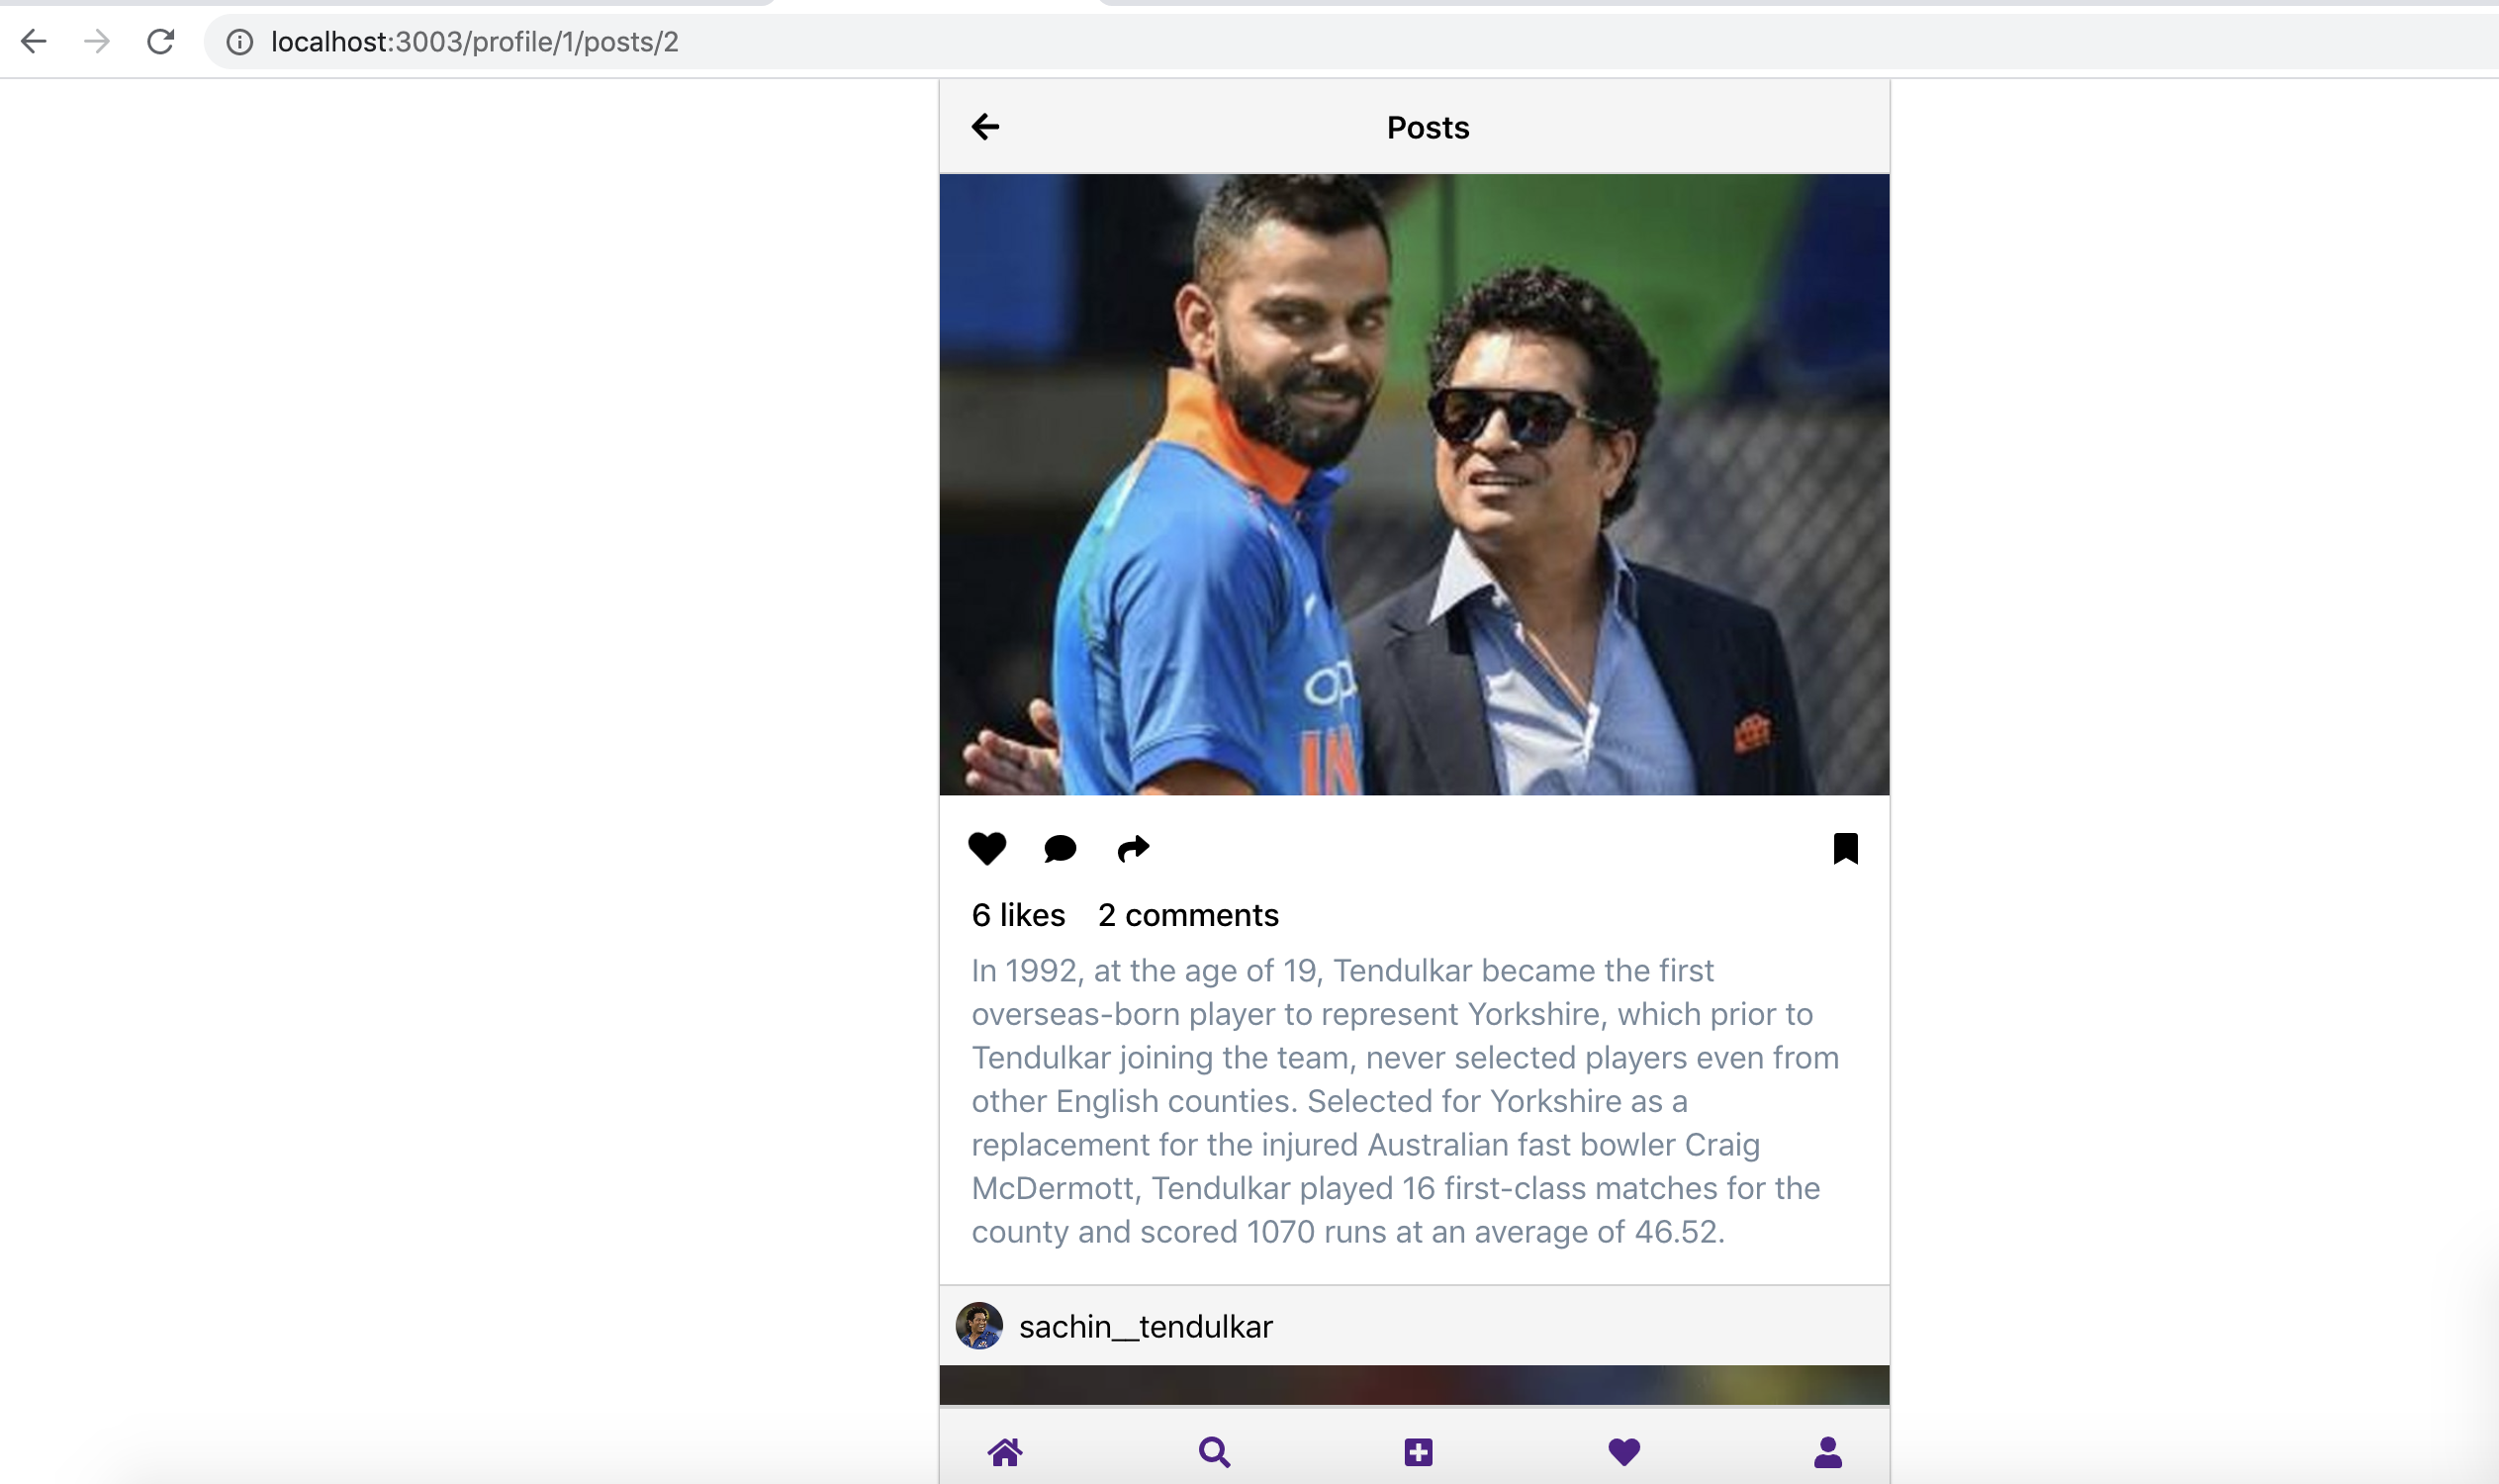 localhost:3003/profile/1/posts/2
Posts
op
IN
6 likes 2 comments
In 1992, at the age of 19, Tendulkar became the first
overseas-born player to represent Yorkshire, which prior to
Tendulkar joining the team, never selected players even from
other English counties. Selected for Yorkshire as a
replacement for the injured Australian fast bowler Craig
McDermott, Tendulkar played 16 first-class matches for the
county and scored 1070 runs at an average of 46.52.
sachin__tendulkar